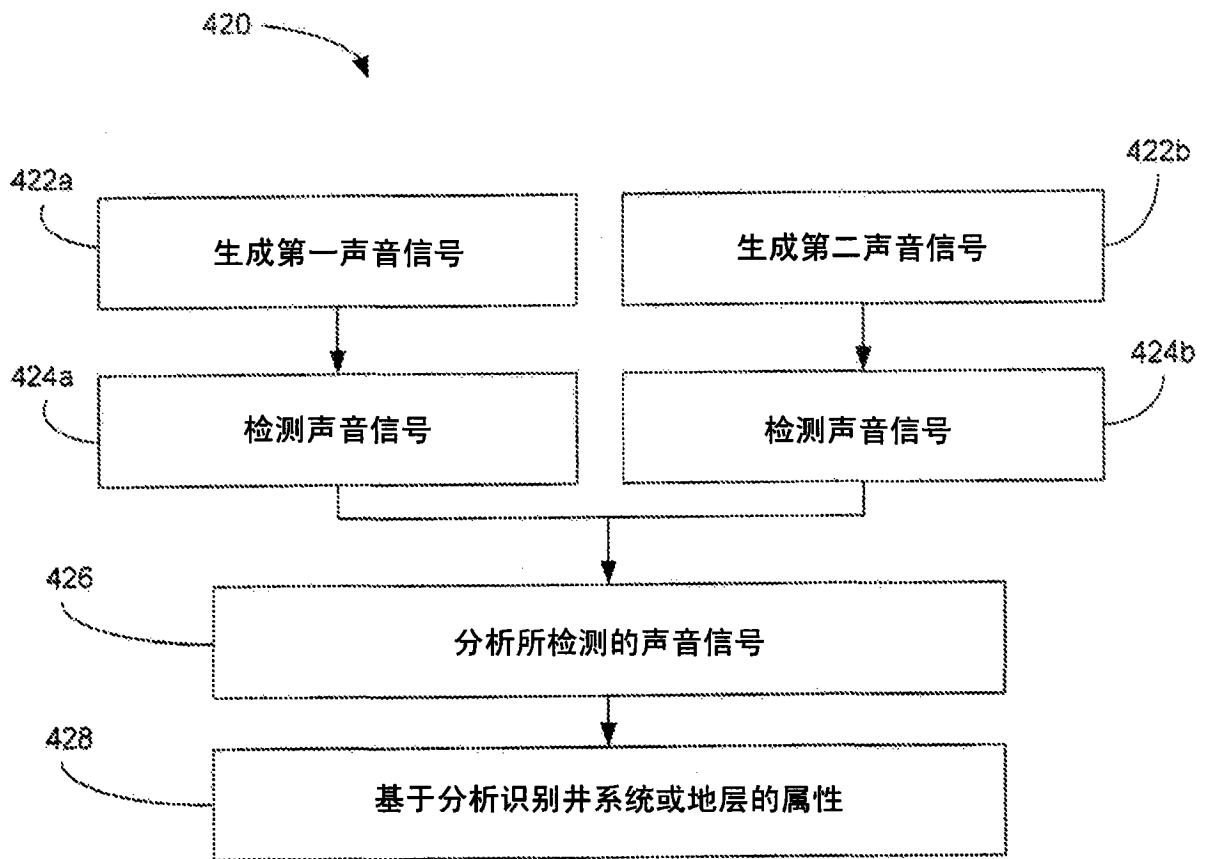 420
422a
422b
生成第一声音信号
生成第二声音信号
424a
424b
检测声音信号
检测声音信号
426
分析所检测的声音信号
428
基于分析识别井系统或地层的属性